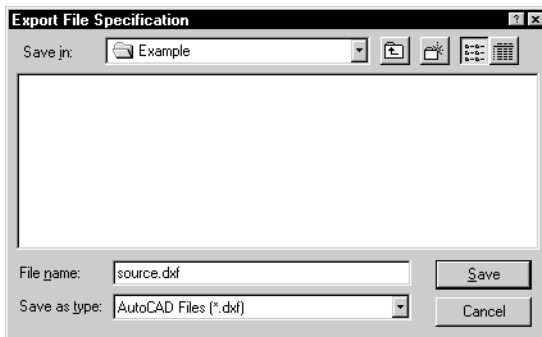 Export File Specification
Save in: Example
File name: source.dxf
Save
Save as type: AutoCAD Files (*.dxf)
Cancel